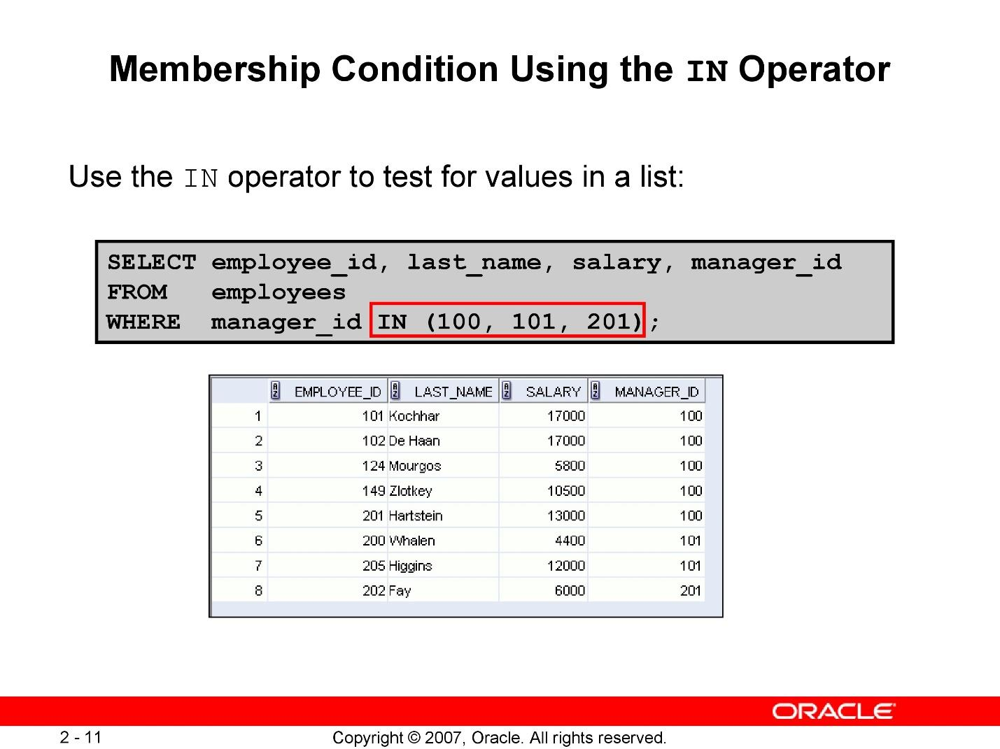 Membership Condition Using the IN Operator
Use the IN operator to test for values in a list:
SELECT employee_id, last_name, salary, manager_id
FROM employees
WHERE manager_id IN (100, 101, 201);
EMPLOYEE_ID LAST_NAME SALARY MANAGER_ID
1 101 Kochhar 17000 100
2 102 De Haan 17000 100
3 124 Mourgos 5800 100
4 149 Zlotkey 10500 100
5 201 Hartstein 13000 100
6 200 Whalen 4400 101
7 205 Higgins 12000 101
8 202 Fay 6000 201
ORACLE
2 - 11 Copyright © 2007, Oracle. All rights reserved.